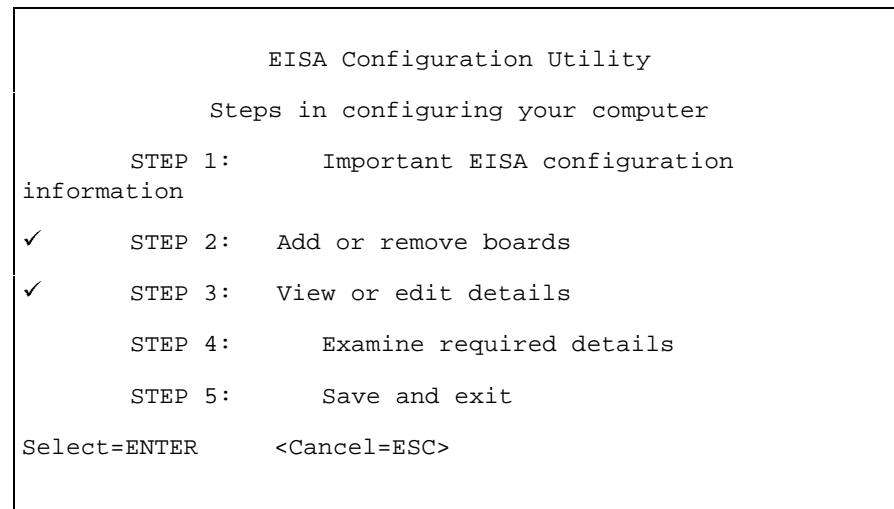 EISA Configuration Utility
Steps in configuring your computer
STEP 1: Important EISA configuration
information
✓ STEP 2: Add or remove boards
✓ STEP 3: View or edit details
STEP 4: Examine required details
STEP 5: Save and exit
Select=ENTER <Cancel=ESC>